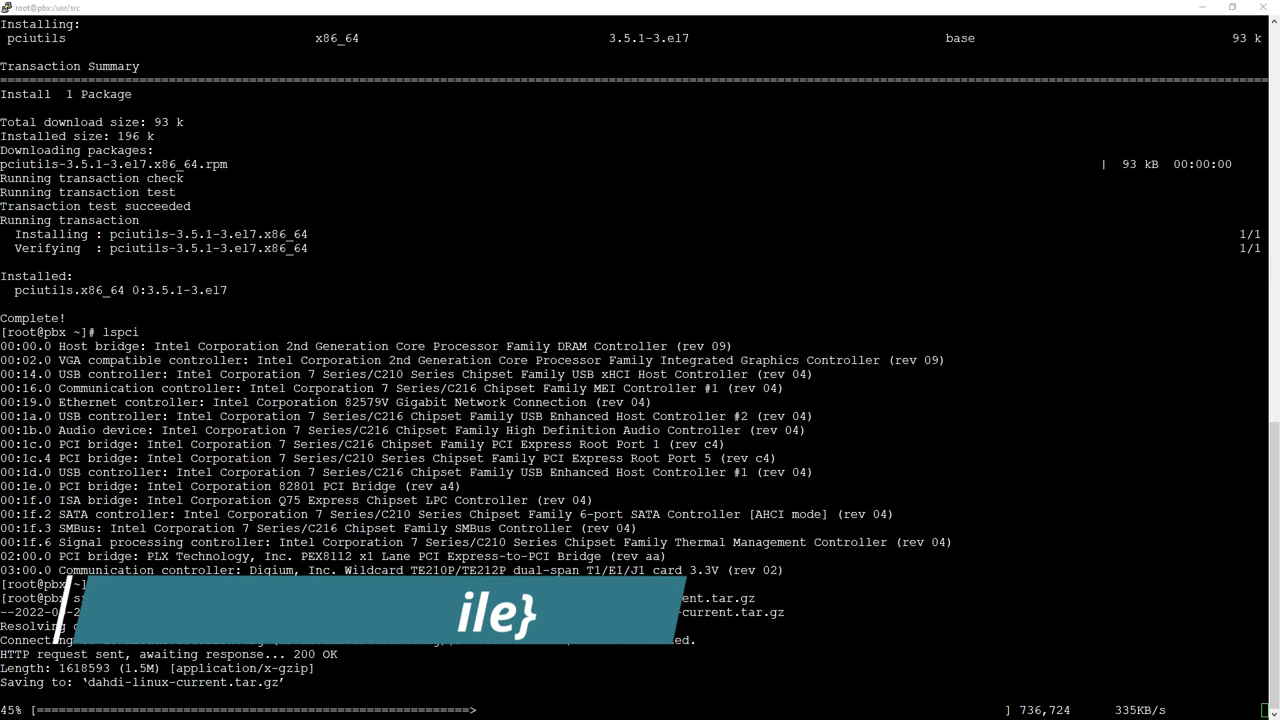 root@pbx:/usr/src
Installing:
pciutils x86_64 3.5.1-3.el7 base 93 k
Transaction Summary
================================================================================
Install 1 Package
Total download size: 93 k
Installed size: 196 k
Downloading packages:
pciutils-3.5.1-3.el7.x86_64.rpm | 93 kB 00:00:00
Running transaction check
Running transaction test
Transaction test succeeded
Running transaction
Installing : pciutils-3.5.1-3.el7.x86_64 1/1
Verifying : pciutils-3.5.1-3.el7.x86_64 1/1
Installed:
pciutils.x86_64 0:3.5.1-3.el7
Complete!
[root@pbx ~]# lspci
00:00.0 Host bridge: Intel Corporation 2nd Generation Core Processor Family DRAM Controller (rev 09)
00:02.0 VGA compatible controller: Intel Corporation 2nd Generation Core Processor Family Integrated Graphics Controller (rev 09)
00:14.0 USB controller: Intel Corporation 7 Series/C210 Series Chipset Family USB xHCI Host Controller (rev 04)
00:16.0 Communication controller: Intel Corporation 7 Series/C216 Chipset Family MEI Controller #1 (rev 04)
00:19.0 Ethernet controller: Intel Corporation 82579V Gigabit Network Connection (rev 04)
00:1a.0 USB controller: Intel Corporation 7 Series/C216 Chipset Family USB Enhanced Host Controller #2 (rev 04)
00:1b.0 Audio device: Intel Corporation 7 Series/C216 Chipset Family High Definition Audio Controller (rev 04)
00:1c.0 PCI bridge: Intel Corporation 7 Series/C216 Chipset Family PCI Express Root Port 1 (rev c4)
00:1c.4 PCI bridge: Intel Corporation 7 Series/C210 Series Chipset Family PCI Express Root Port 5 (rev c4)
00:1d.0 USB controller: Intel Corporation 7 Series/C216 Chipset Family USB Enhanced Host Controller #1 (rev 04)
00:1e.0 PCI bridge: Intel Corporation 82801 PCI Bridge (rev a4)
00:1f.0 ISA bridge: Intel Corporation Q75 Express Chipset LPC Controller (rev 04)
00:1f.2 SATA controller: Intel Corporation 7 Series/C210 Series Chipset Family 6-port SATA Controller [AHCI mode] (rev 04)
00:1f.3 SMBus: Intel Corporation 7 Series/C216 Chipset Family SMBus Controller (rev 04)
00:1f.6 Signal processing controller: Intel Corporation 7 Series/C210 Series Chipset Family Thermal Management Controller (rev 04)
02:00.0 PCI bridge: PLX Technology, Inc. PEX8112 x1 Lane PCI Express-to-PCI Bridge (rev aa)
03:00.0 Communication controller: Digium, Inc. Wildcard TE210P/TE212P dual-span T1/E1/J1 card 3.3V (rev 02)
[root@pbx ~]
[root@pbx s ent.tar.gz
--2022-0 -current.tar.gz
Resolving
ile}
Connecting ed.
HTTP request sent, awaiting response... 200 OK
Length: 1618593 (1.5M) [application/x-gzip]
Saving to: ‘dahdi-linux-current.tar.gz’
45% [===========================================================> ] 736,724 335KB/s